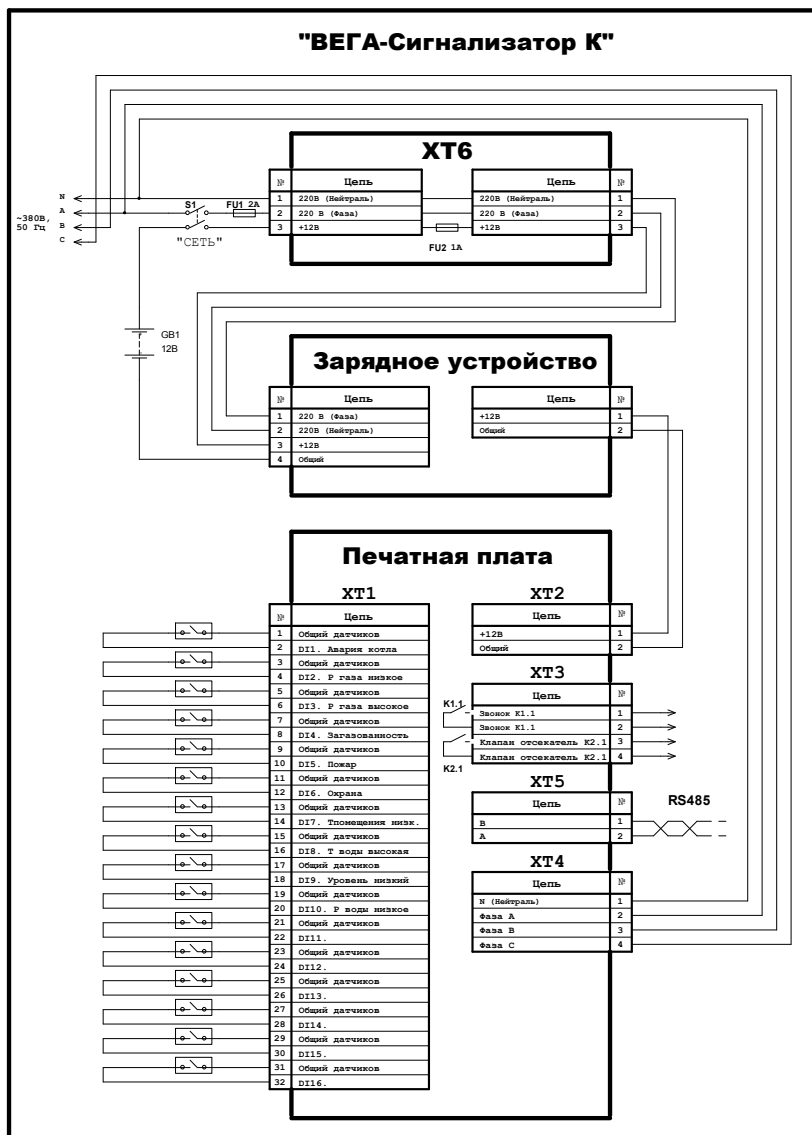 "ВЕГА-Сигнализатор К"
XT6
№ Цепь
1 220В (Нейтраль)
2 220 В (Фаза)
3 +12В
Цепь №
220В (Нейтраль) 1
220 В (Фаза) 2
+12В 3
N
A
B
C
~380В,
50 Гц
S1
FU1 2А
"СЕТЬ"
FU2 1А
GB1
12В
Зарядное устройство
№ Цепь
1 220 В (Фаза)
2 220В (Нейтраль)
3 +12В
4 Общий
Цепь №
+12В 1
Общий 2
Печатная плата
XT1
№ Цепь
1 Общий датчиков
2 DI1. Авария котла
3 Общий датчиков
4 DI2. Р газа низкое
5 Общий датчиков
6 DI3. Р газа высокое
7 Общий датчиков
8 DI4. Загазованность
9 Общий датчиков
10 DI5. Пожар
11 Общий датчиков
12 DI6. Охрана
13 Общий датчиков
14 DI7. Тпомещения низк.
15 Общий датчиков
16 DI8. Т воды высокая
17 Общий датчиков
18 DI9. Уровень низкий
19 Общий датчиков
20 DI10. Р воды низкое
21 Общий датчиков
22 DI11.
23 Общий датчиков
24 DI12.
25 Общий датчиков
26 DI13.
27 Общий датчиков
28 DI14.
29 Общий датчиков
30 DI15.
31 Общий датчиков
32 DI16.
XT2
Цепь №
+12В 1
Общий 2
XT3
Цепь №
K1.1
Звонок К1.1 1
Звонок К1.1 2
Клапан отсекатель К2.1 3
Клапан отсекатель К2.1 4
K2.1
XT5
Цепь №
B 1
A 2
RS485
XT4
Цепь №
N (Нейтраль) 1
Фаза A 2
Фаза B 3
Фаза C 4